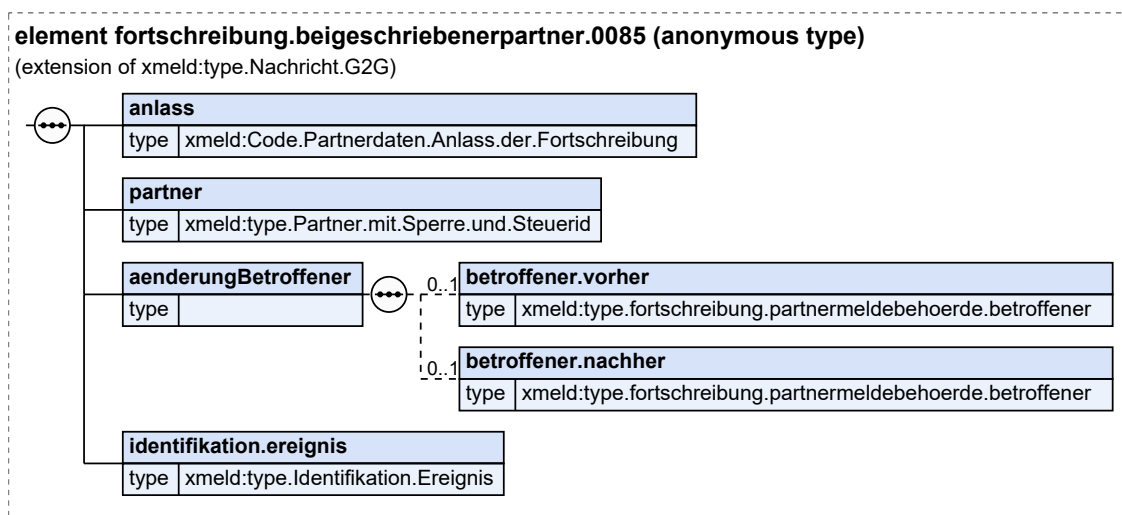 element fortschreibung.beigeschriebenerpartner.0085 (anonymous type)
(extension of xmeld:type.Nachricht.G2G)
anlass
type xmeld:Code.Partnerdaten.Anlass.der.Fortschreibung
partner
type xmeld:type.Partner.mit.Sperre.und.Steuerid
aenderungBetroffener
type
0..1 betroffener.vorher
type xmeld:type.fortschreibung.partnermeldebehoerde.betroffener
0..1 betroffener.nachher
type xmeld:type.fortschreibung.partnermeldebehoerde.betroffener
identifikation.ereignis
type xmeld:type.Identifikation.Ereignis